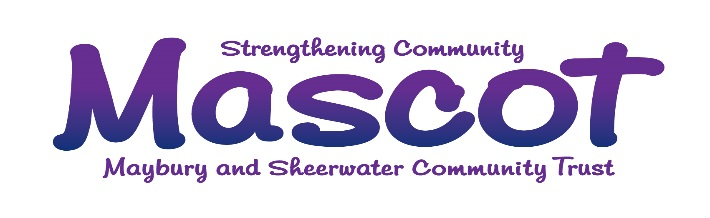 Strengthening Community
Mascot
Maybury and Sheerwater Community Trust